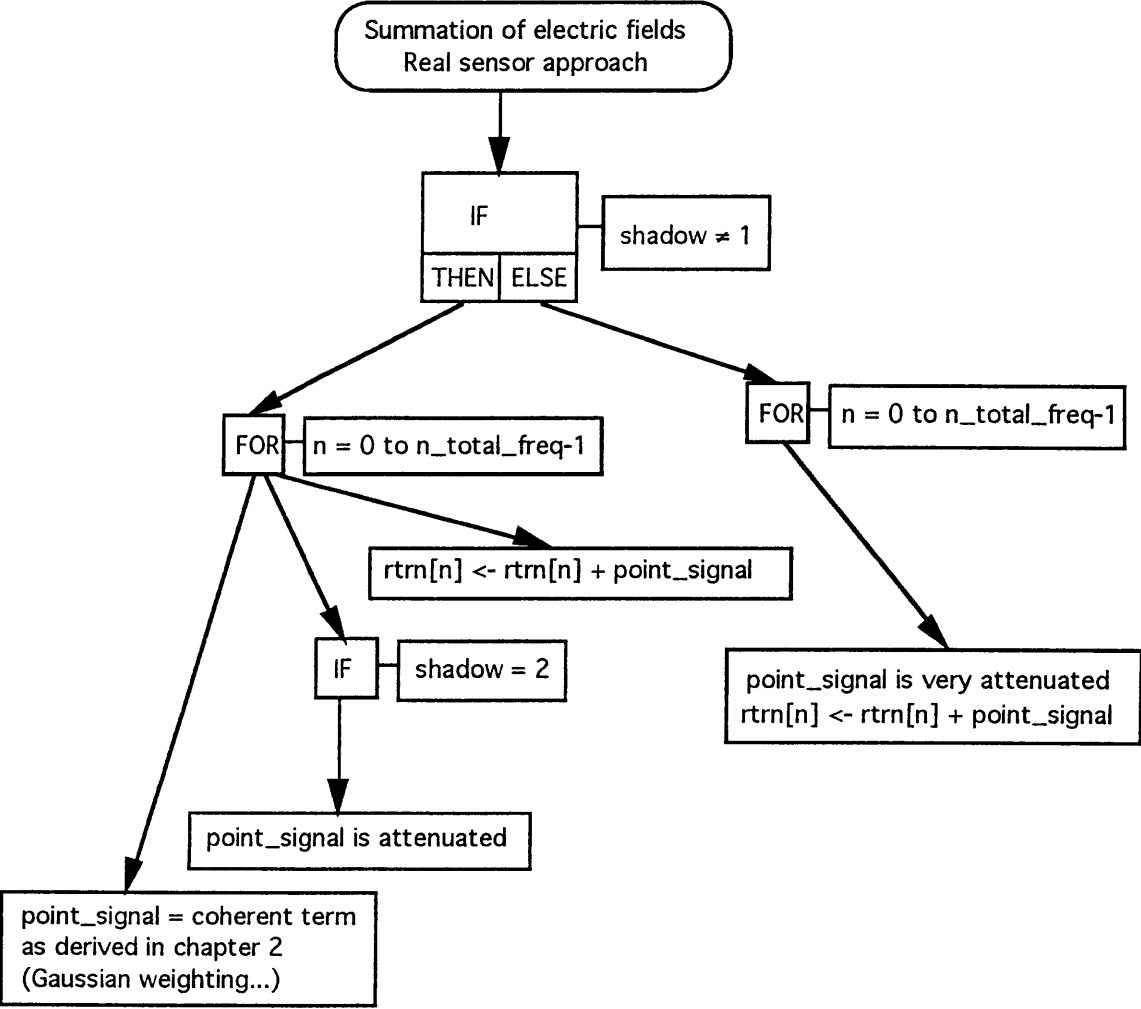 Summation of electric fields
Real sensor approach
IF
shadow ≠ 1
THEN
ELSE
FOR
n = 0 to n_total_freq-1
FOR
n = 0 to n_total_freq-1
rtrn[n] <- rtrn[n] + point_signal
IF
shadow = 2
point_signal is very attenuated
rtrn[n] <- rtrn[n] + point_signal
point_signal is attenuated
point_signal = coherent term
as derived in chapter 2
(Gaussian weighting...)